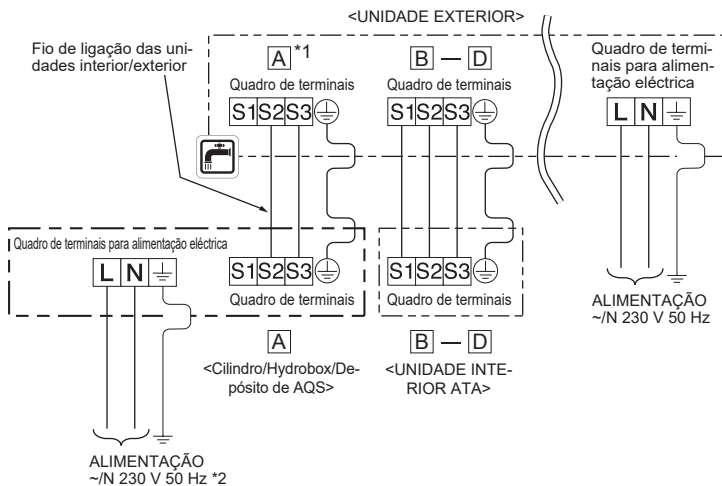 <UNIDADE EXTERIOR>
Fio de ligação das uni-
dades interior/exterior
A *1
Quadro de terminais
S1 S2 S3
B — D
Quadro de terminais
S1 S2 S3
Quadro de termi-
nais para alimen-
tação eléctrica
L N
Quadro de terminais para alimentação eléctrica
L N
S1 S2 S3
Quadro de terminais
S1 S2 S3
Quadro de terminais
ALIMENTAÇÃO
~/N 230 V 50 Hz
A
<Cilindro/Hydrobox/De-
pósito de AQS>
B — D
<UNIDADE INTE-
RIOR ATA>
ALIMENTAÇÃO
~/N 230 V 50 Hz *2